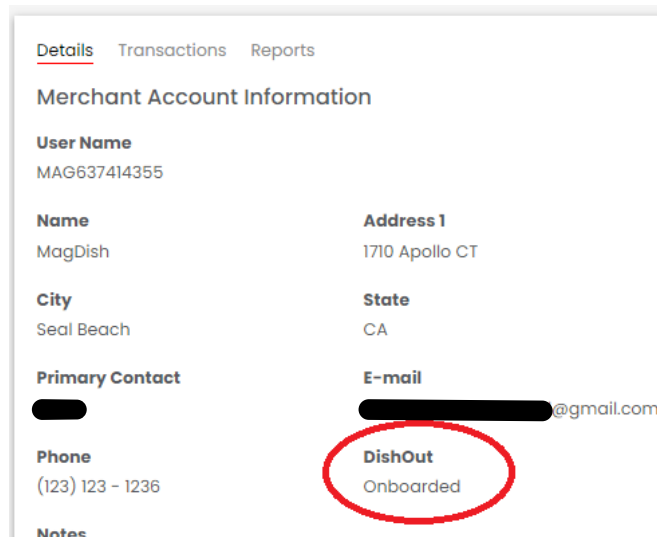 Details Transactions Reports
Merchant Account Information
User Name
MAG637414355
Name Address 1
MagDish 1710 Apollo CT
City State
Seal Beach CA
Primary Contact E-mail
@gmail.com
Phone DishOut
(123) 123 - 1236 Onboarded
Notes